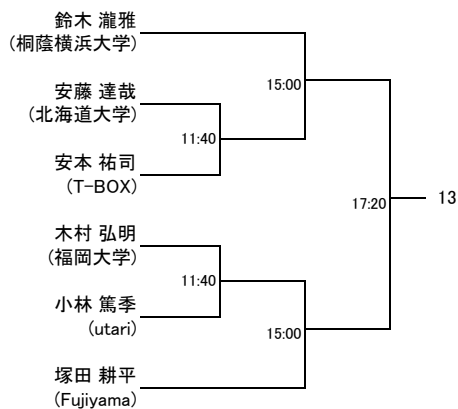 鈴木 瀧雅
(桐蔭横浜大学)
15:00
安藤 達哉
(北海道大学)
11:40
安本 祐司
(T-BOX)
17:20
13
木村 弘明
(福岡大学)
11:40
小林 篤季
(utari)
15:00
塚田 耕平
(Fujiyama)